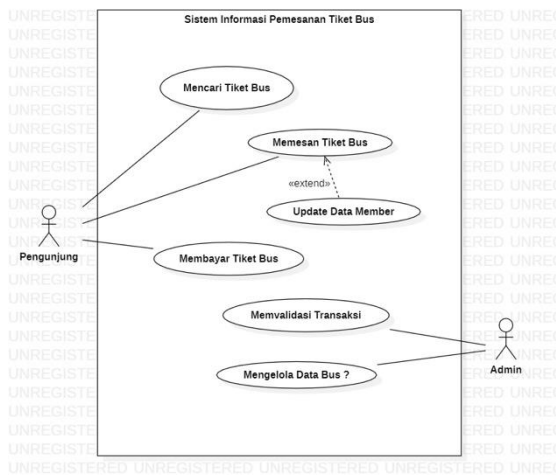 Sistem Informasi Pemesanan Tiket Bus
Mencari Tiket Bus
Memesan Tiket Bus
«extend»
Update Data Member
Pengunjung
Membayar Tiket Bus
Memvalidasi Transaksi
Admin
Mengelola Data Bus ?
UNREGISTERED UNREGISTERED UNREGISTERED UNREGISTERED